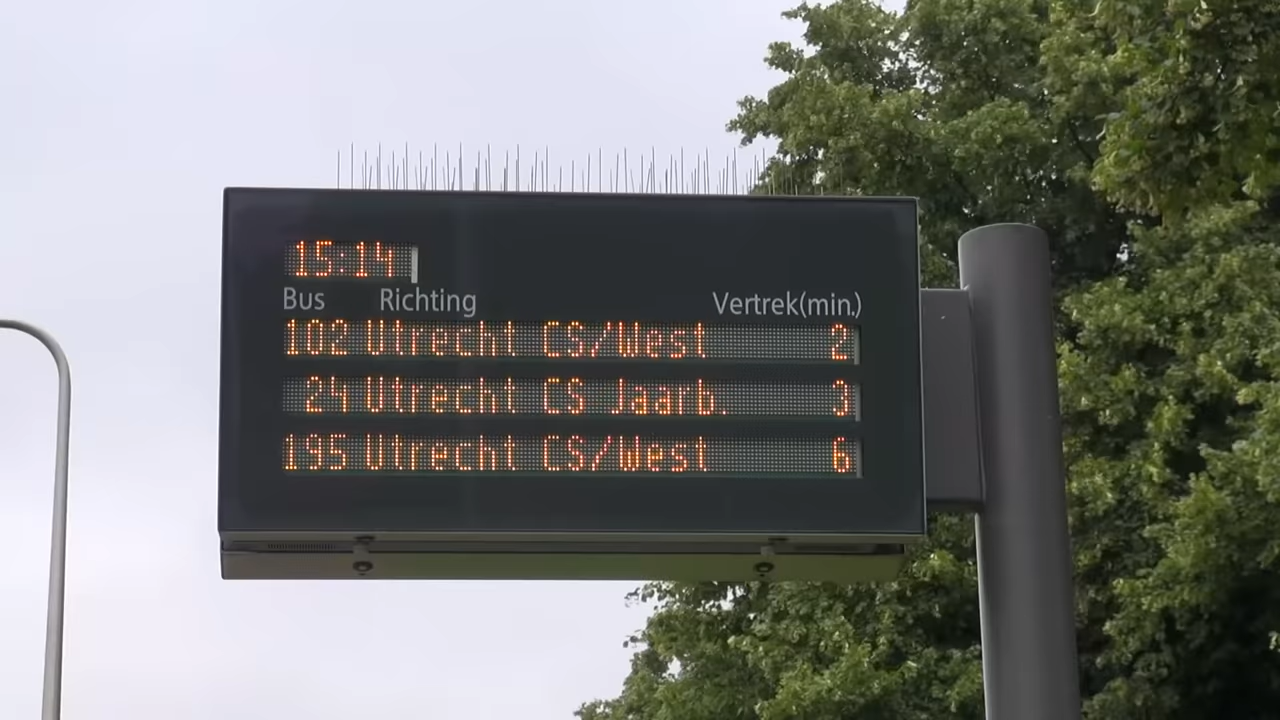 15:14
Bus Richting Vertrek(min.)
102 Utrecht CS/West 2
24 Utrecht CS Jaarb. 3
195 Utrecht CS/West 6